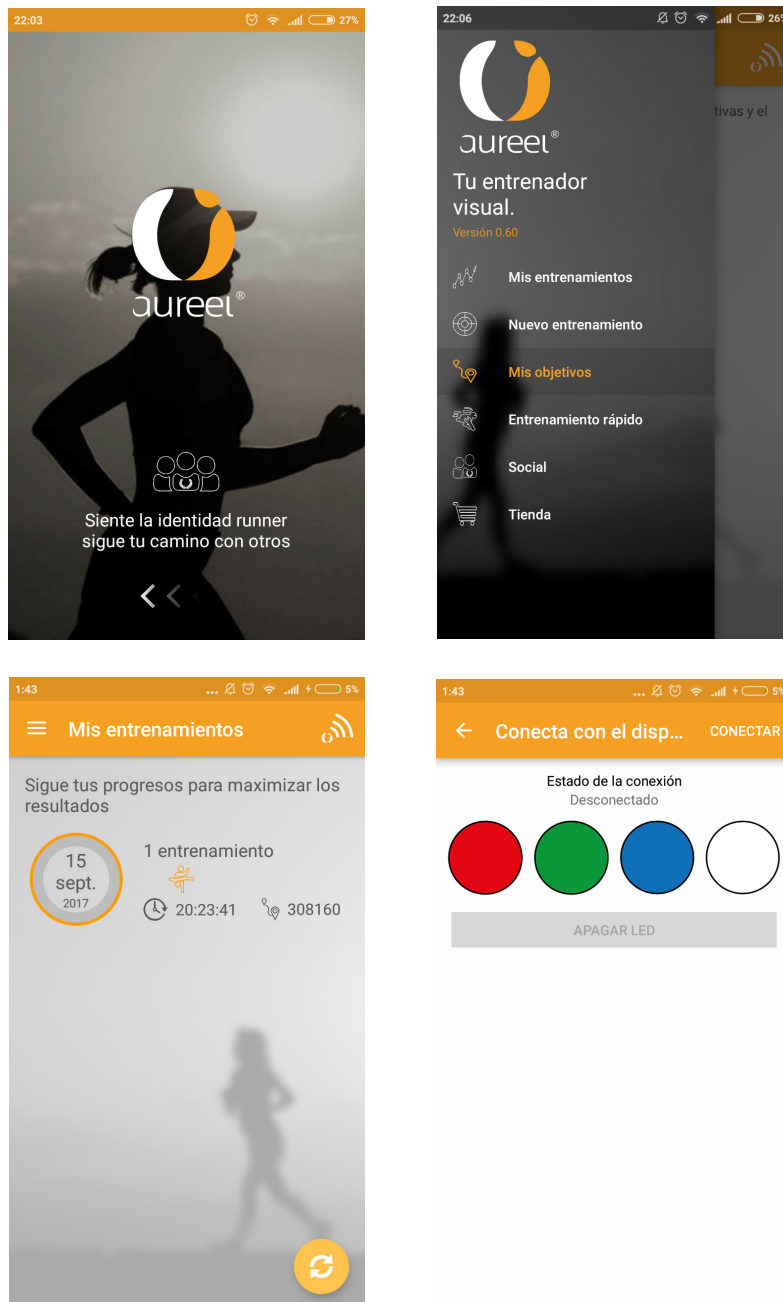 22:03
27%
aureel®
Siente la identidad runner
sigue tu camino con otros
22:06
26%
aureel®
tivas y el
Tu entrenador
visual.
Versión 0.60
Mis entrenamientos
Nuevo entrenamiento
Mis objetivos
Entrenamiento rápido
Social
Tienda
1:43
... 5%
Mis entrenamientos
Sigue tus progresos para maximizar los
resultados
15
sept.
2017
1 entrenamiento
20:23:41
308160
1:43
... 5%
Conecta con el disp...
CONECTAR
Estado de la conexión
Desconectado
APAGAR LED